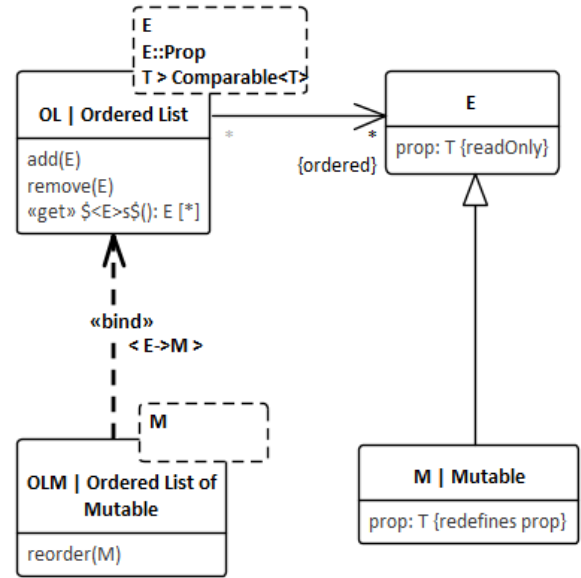 E
E::Prop
T > Comparable<T>
OL | Ordered List
add(E)
remove(E)
«get» $<E>s$(): E [*]
*
*
{ordered}
E
prop: T {readOnly}
«bind»
< E->M >
M
OLM | Ordered List of
Mutable
reorder(M)
M | Mutable
prop: T {redefines prop}